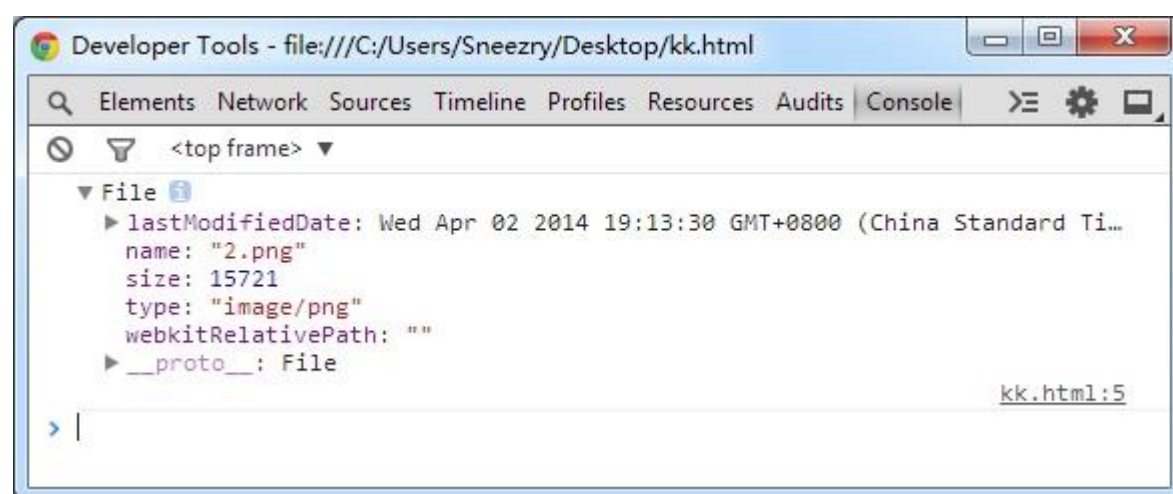 Developer Tools - file:///C:/Users/Sneezry/Desktop/kk.html
Elements Network Sources Timeline Profiles Resources Audits Console
<top frame> ▼
▼ File i
▶ lastModifiedDate: Wed Apr 02 2014 19:13:30 GMT+0800 (China Standard Ti…
name: "2.png"
size: 15721
type: "image/png"
webkitRelativePath: ""
▶ __proto__: File
kk.html:5
>